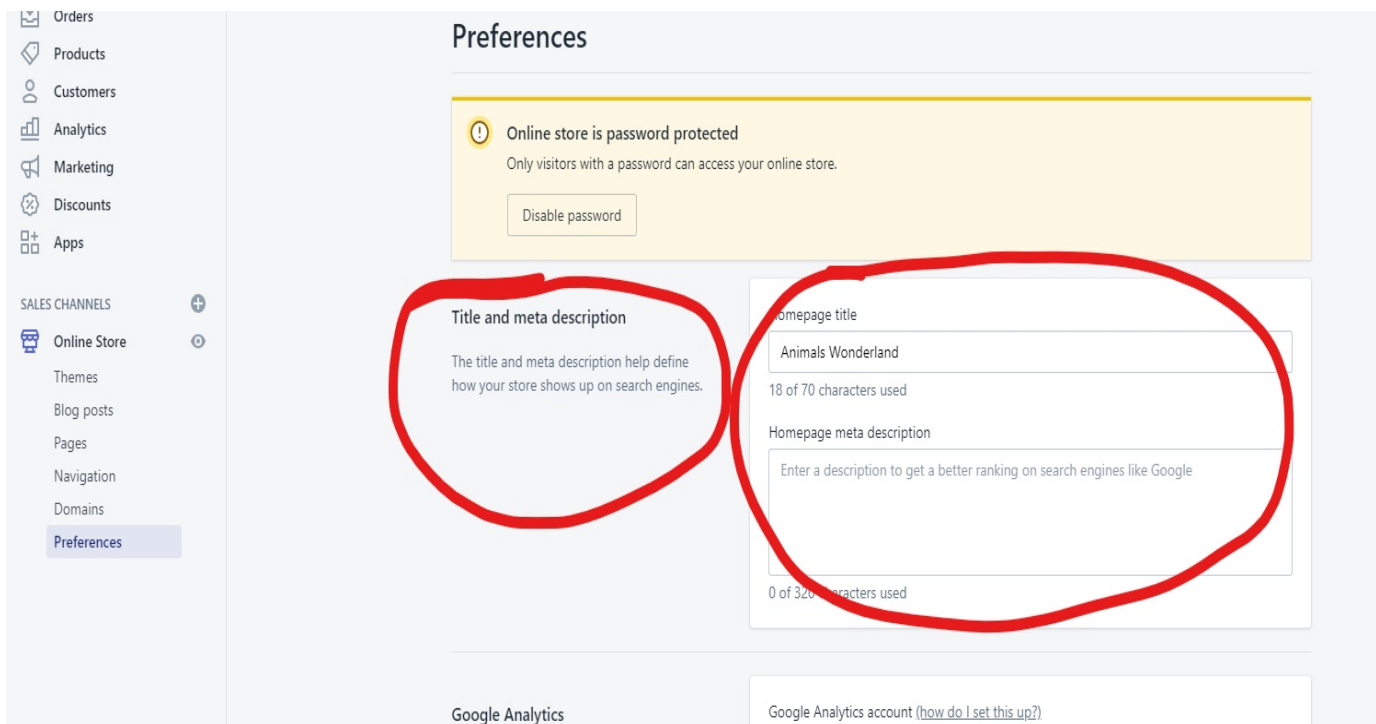 Orders
Products
Customers
Analytics
Marketing
Discounts
Apps
SALES CHANNELS
Online Store
Themes
Blog posts
Pages
Navigation
Domains
Preferences
Preferences
Online store is password protected
Only visitors with a password can access your online store.
Disable password
Title and meta description
The title and meta description help define
how your store shows up on search engines.
Homepage title
Animals Wonderland
18 of 70 characters used
Homepage meta description
Enter a description to get a better ranking on search engines like Google
0 of 320 characters used
Google Analytics
Google Analytics account (how do I set this up?)